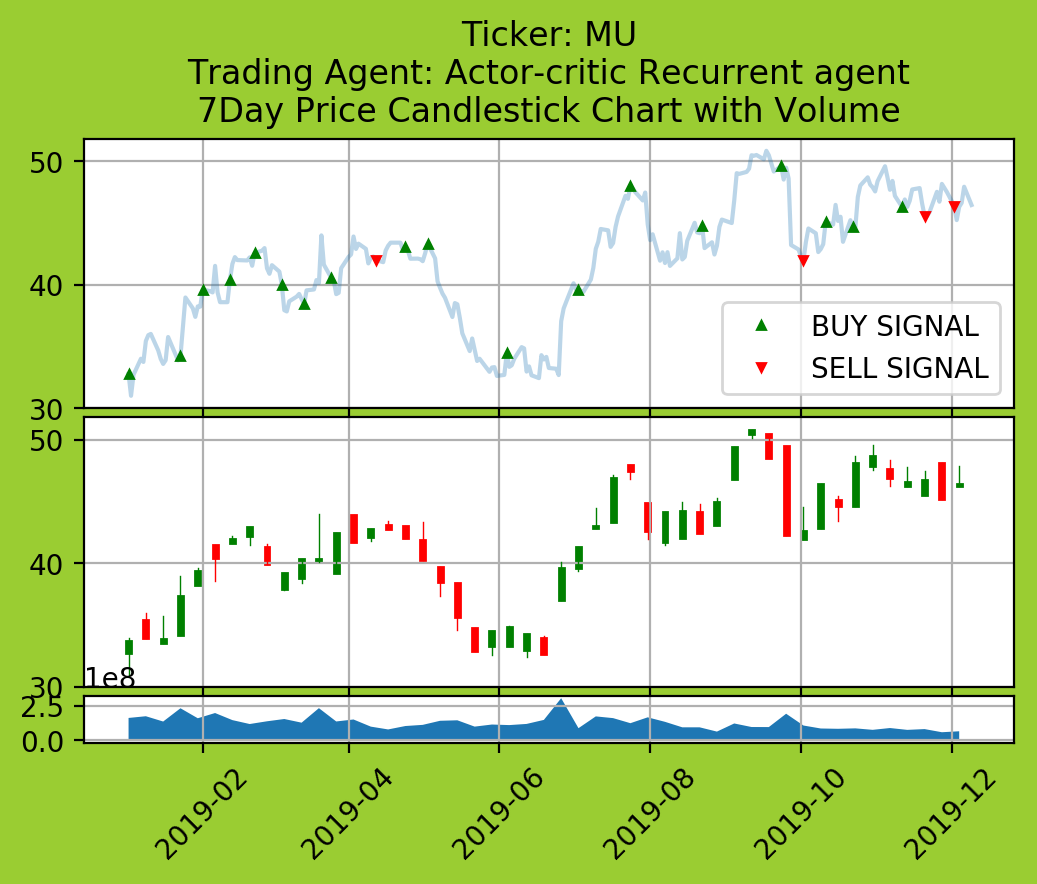 Ticker: MU
Trading Agent: Actor-critic Recurrent agent
7Day Price Candlestick Chart with Volume
50
40
30
BUY SIGNAL
SELL SIGNAL
50
40
30
1e8
2.5
0.0
2019-02
2019-04
2019-06
2019-08
2019-10
2019-12